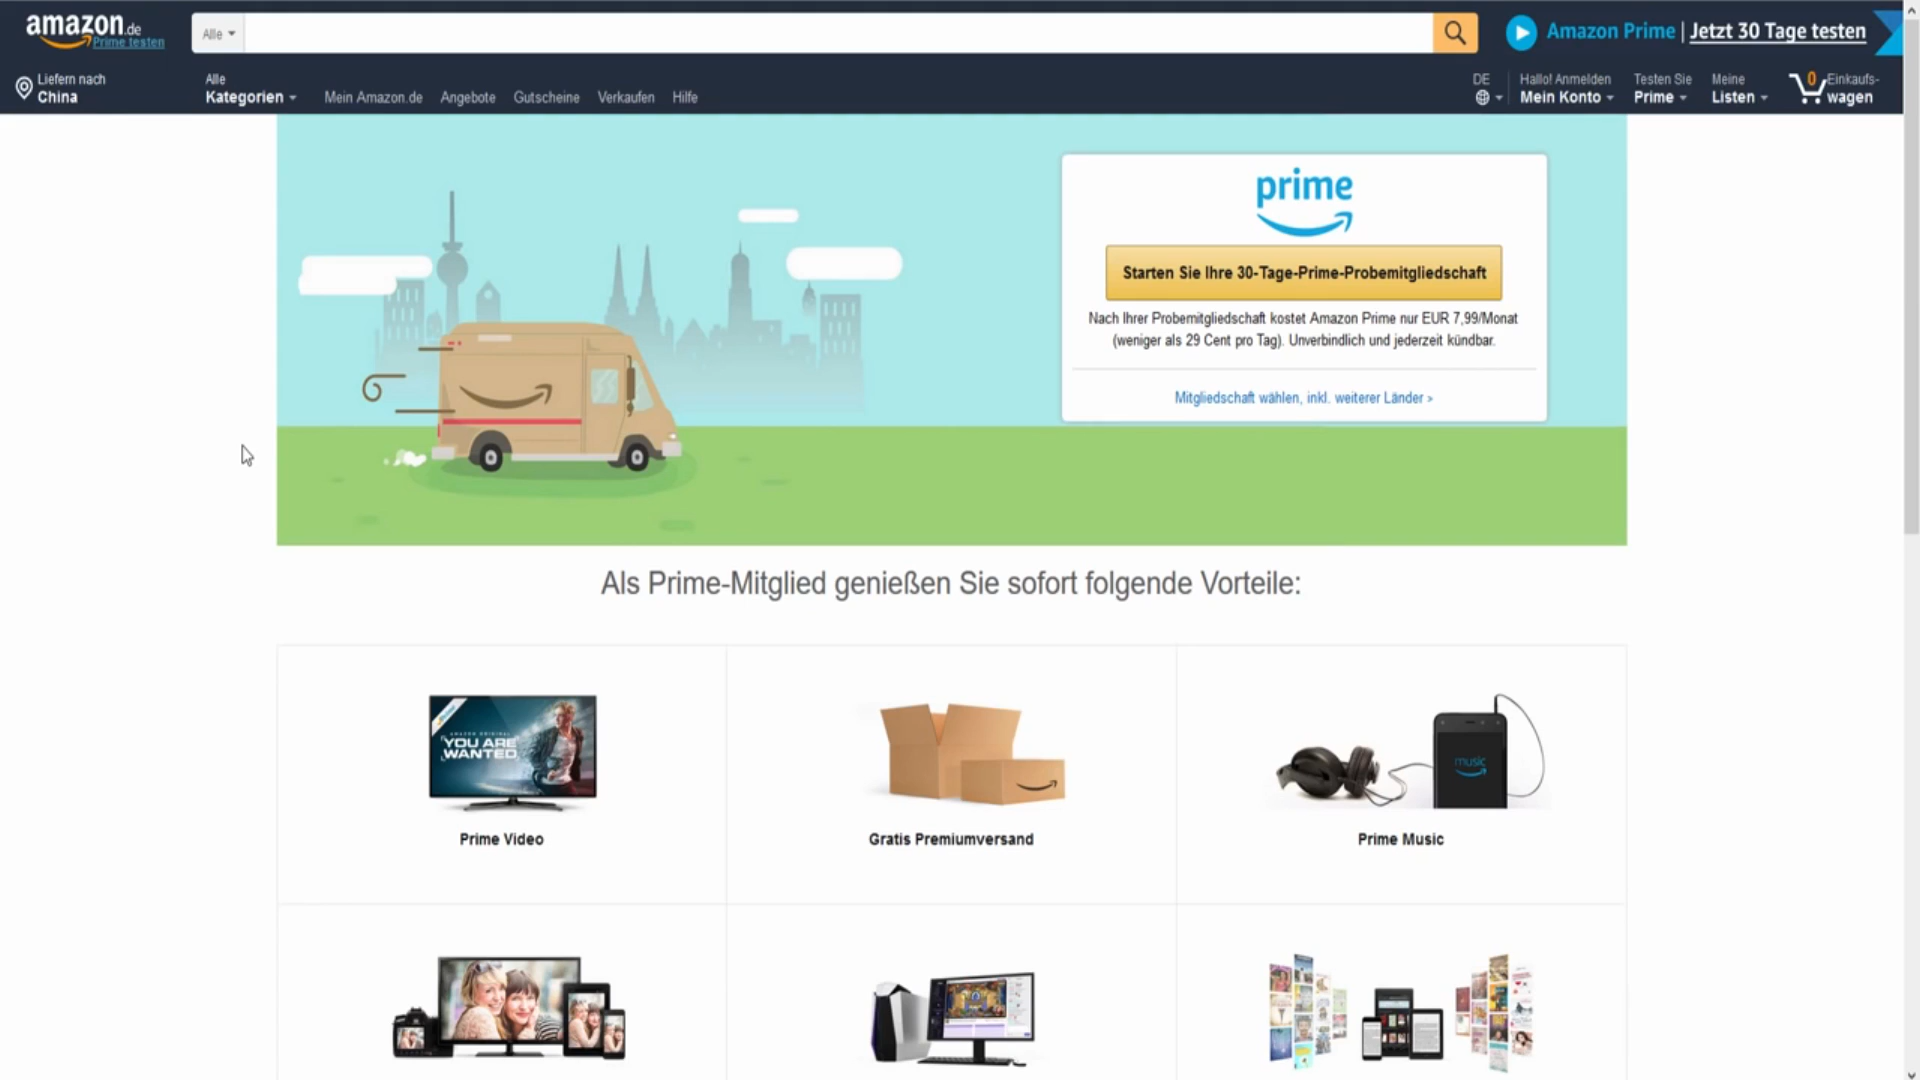 amazon.de
Prime testen
Alle
Amazon Prime | Jetzt 30 Tage testen
Liefern nach
China
Alle
Kategorien
Mein Amazon.de
Angebote
Gutscheine
Verkaufen
Hilfe
DE
Hallo! Anmelden
Mein Konto
Testen Sie
Prime
Meine
Listen
0
Einkaufs-
wagen
prime
Starten Sie Ihre 30-Tage-Prime-Probemitgliedschaft
Nach Ihrer Probemitgliedschaft kostet Amazon Prime nur EUR 7,99/Monat
(weniger als 29 Cent pro Tag). Unverbindlich und jederzeit kündbar.
Mitgliedschaft wählen, inkl. weiterer Länder »
Als Prime-Mitglied genießen Sie sofort folgende Vorteile:
AMAZON ORIGINAL
YOU ARE
WANTED
music
Prime Video
Gratis Premiumversand
Prime Music